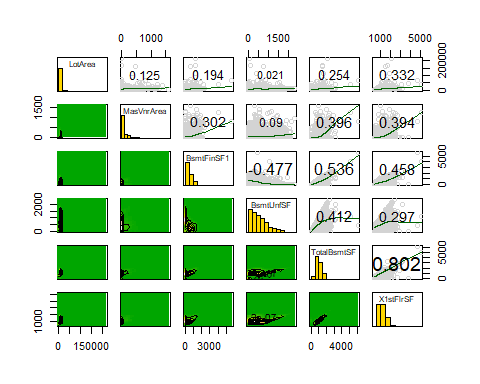 0 1000 0 1500 1000 5000
LotArea 0.125 0.194 0.021 0.254 0.332 0 200000
0 1500 MasVnrArea 0.302 0.09 0.396 0.394
BsmtFinSF1 -0.477 0.536 0.458 0 5000
0 2000 BsmtUnfSF 0.412 0.297
TotalBsmtSF 0.802 0 5000
1000 X1stFlrSF
0 150000 0 3000 0 4000